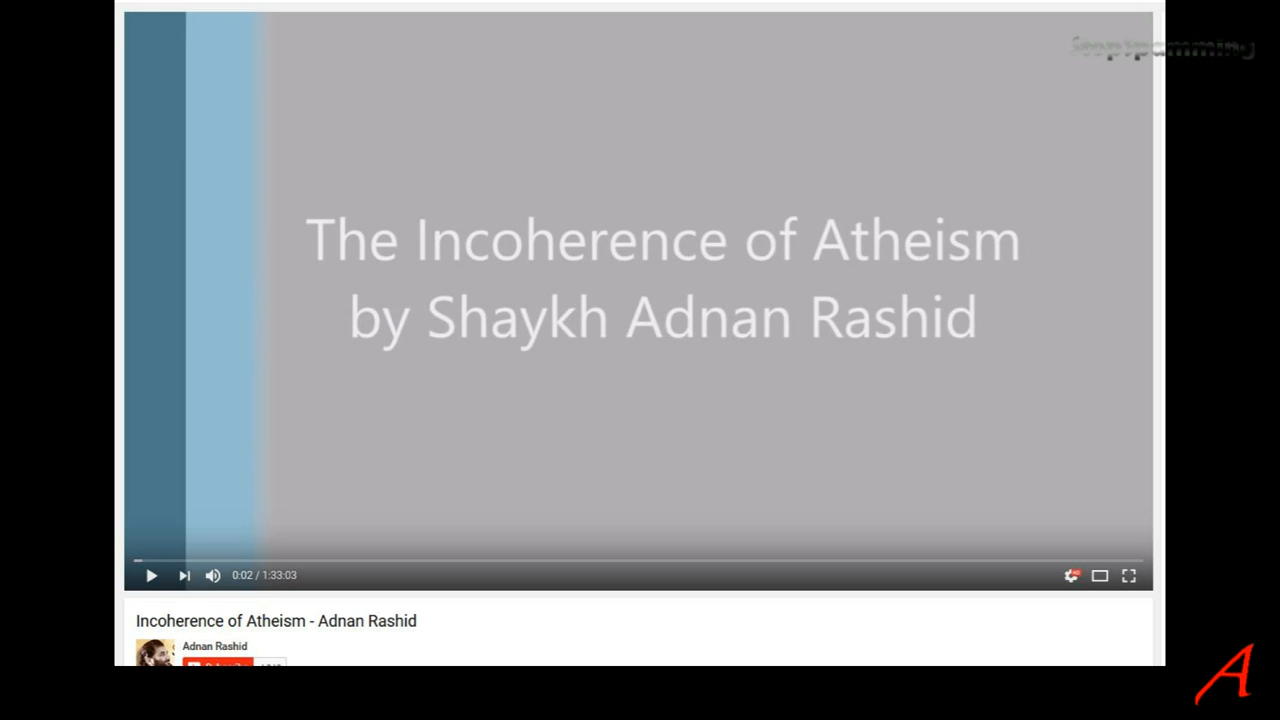 The Incoherence of Atheism
by Shaykh Adnan Rashid
0:02 / 1:33:03
Incoherence of Atheism - Adnan Rashid
Adnan Rashid
A